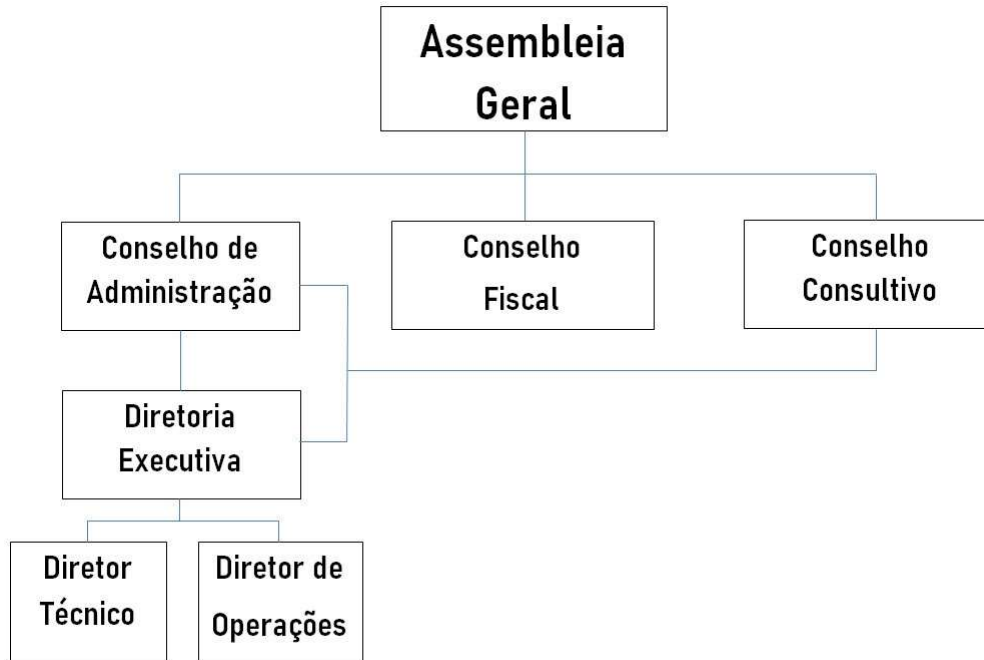 Assembleia
Geral
Conselho de
Administração
Conselho
Fiscal
Conselho
Consultivo
Diretoria
Executiva
Diretor
Técnico
Diretor de
Operações